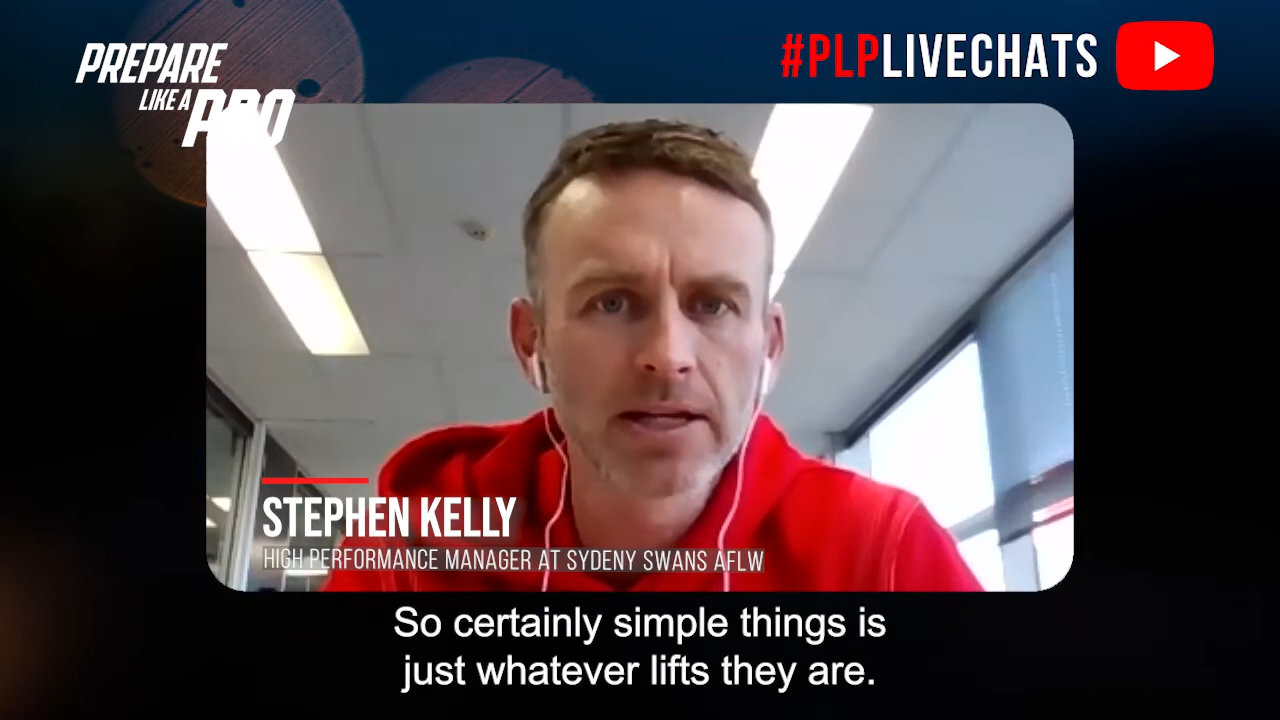 PREPARE
LIKE A
PRO
#PLPLIVECHATS
STEPHEN KELLY
HIGH PERFORMANCE MANAGER AT SYDENY SWANS AFLW
So certainly simple things is
just whatever lifts they are.